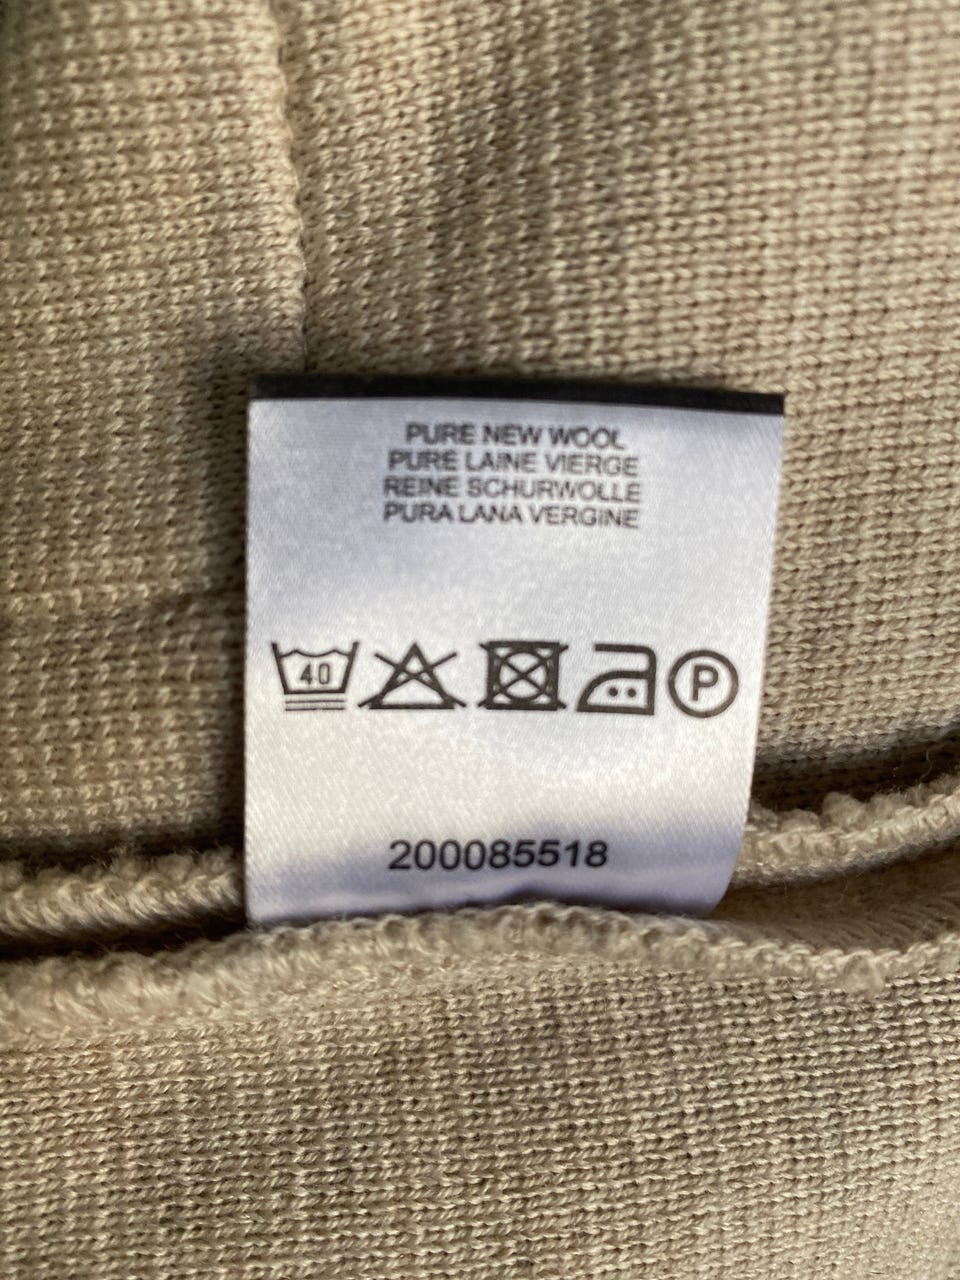 PURE NEW WOOL
PURE LAINE VIERGE
REINE SCHURWOLLE
PURA LANA VERGINE
40 P
200085518